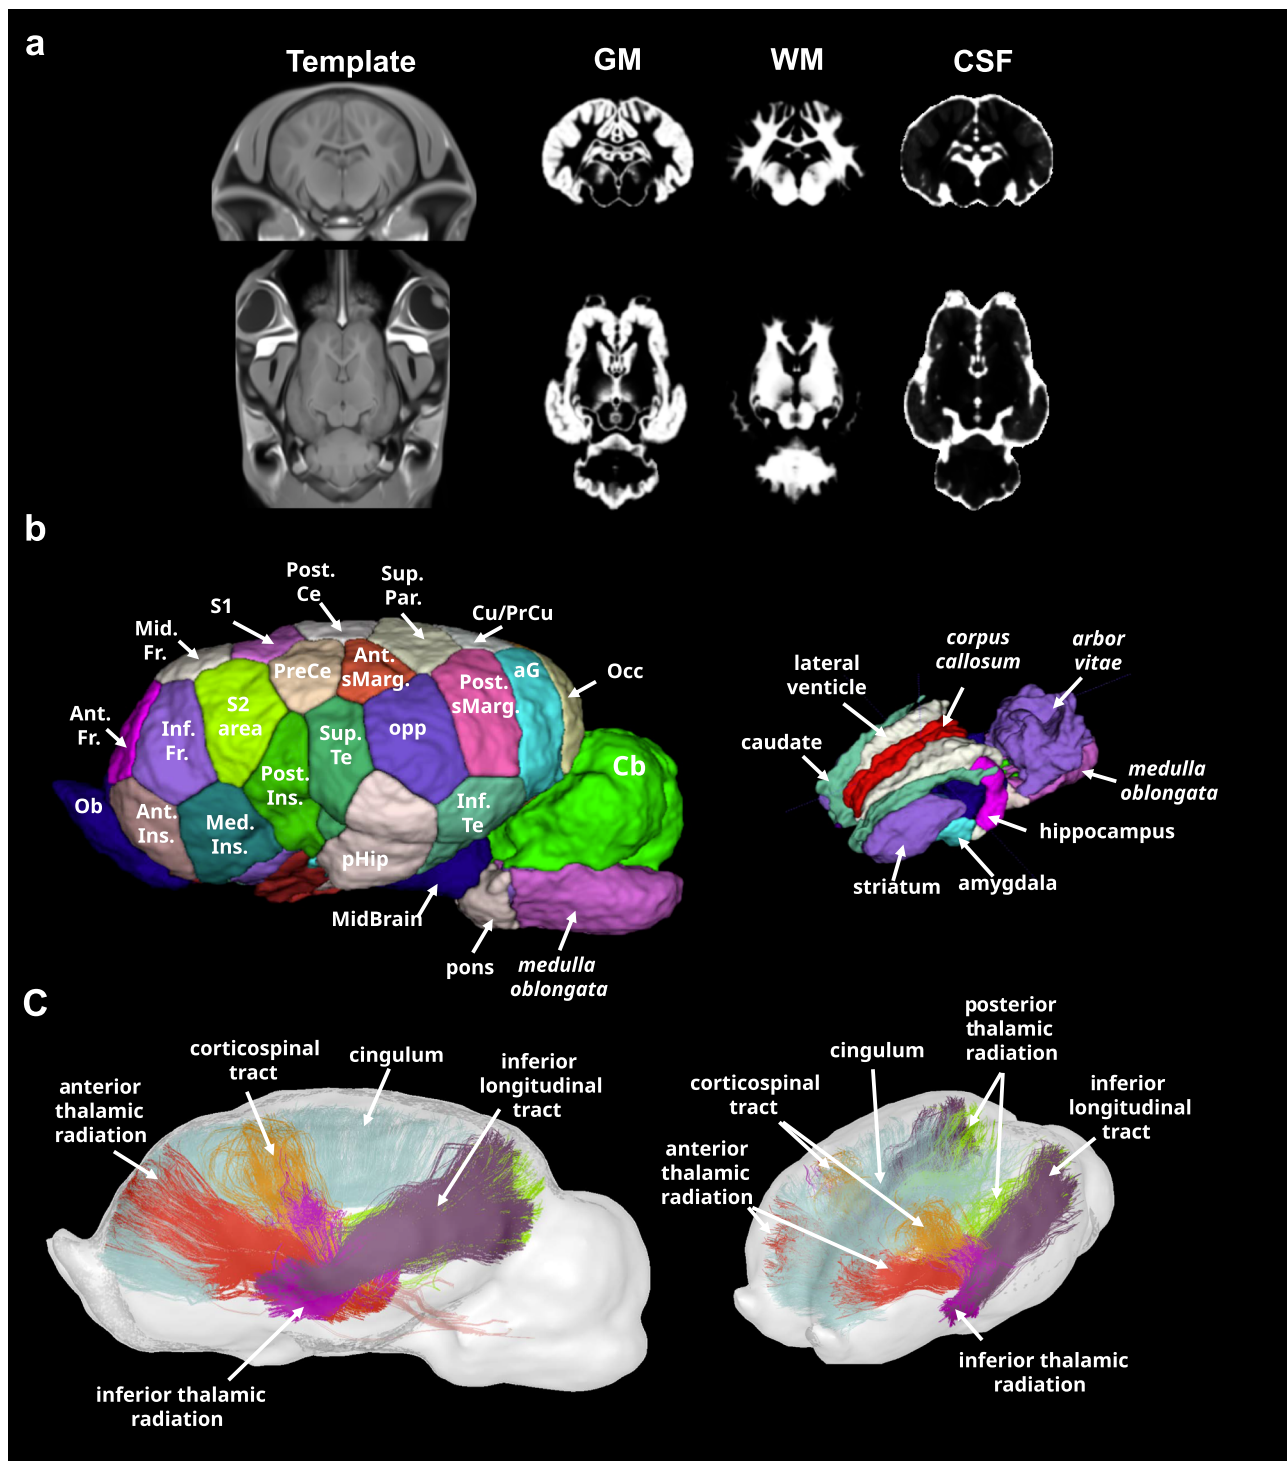 a
Template
GM
WM
CSF
b
Post.
Ce
Sup.
Par.
S1
Cu/PrCu
Mid.
Fr.
Ant.
sMarg.
PreCe
aG
Occ
Post.
sMarg.
S2
area
Ant.
Fr.
Inf.
Fr.
opp
Sup.
Te
Post.
Ins.
Cb
Ob
Ant.
Ins.
Med.
Ins.
Inf.
Te
pHip
MidBrain
pons
medulla
oblongata
corpus
callosum
arbor
vitae
lateral
venticle
caudate
medulla
oblongata
hippocampus
striatum
amygdala
C
corticospinal
tract
cingulum
inferior
longitudinal
tract
anterior
thalamic
radiation
inferior thalamic
radiation
posterior
thalamic
radiation
cingulum
corticospinal
tract
inferior
longitudinal
tract
anterior
thalamic
radiation
inferior thalamic
radiation